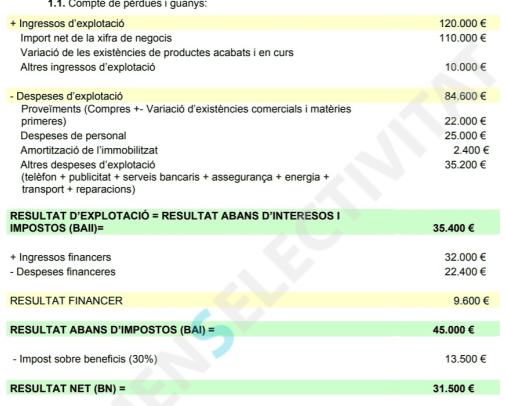 1.1. Compte de pèrdues i guanys:
+ Ingressos d'explotació 120.000 €
Import net de la xifra de negocis 110.000 €
Variació de les existències de productes acabats i en curs
Altres ingressos d'explotació 10.000 €
- Despeses d'explotació 84,600 €
Proveïments (Compres +- Variació d'existències comercials i matèries
primeres) 22.000 €
Despeses de personal 25.000 €
Amortització de l'immobilitzat 2.400 €
Altres despeses d'explotació 35.200 €
(telèfon + publicitat + serveis bancaris + assegurança + energia +
transport + reparacions)
RESULTAT D'EXPLOTACIÓ = RESULTAT ABANS D'INTERESOS I
IMPOSTOS (BAII)= 35.400 €
+ Ingressos financers 32.000 €
- Despeses financeres 22.400 €
RESULTAT FINANCER 9.600 €
RESULTAT ABANS D'IMPOSTOS (BAI) = 45.000 €
- Impost sobre beneficis (30%) 13.500 €
RESULTAT NET (BN) = 31.500 €